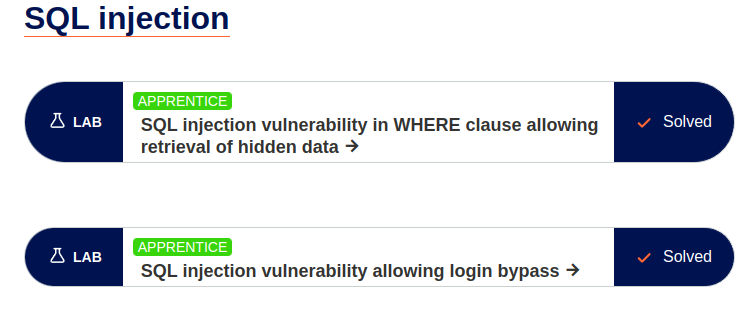 SQL injection
LAB
APPRENTICE
SQL injection vulnerability in WHERE clause allowing
retrieval of hidden data →
Solved
LAB
APPRENTICE
SQL injection vulnerability allowing login bypass →
Solved